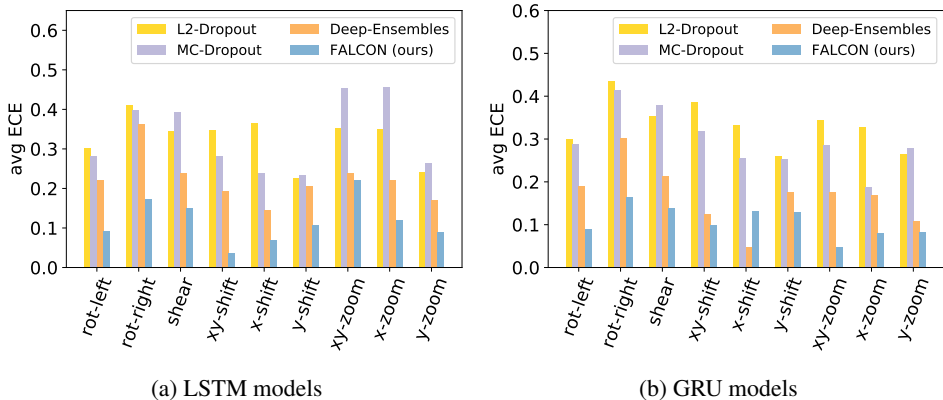 L2-Dropout
MC-Dropout
Deep-Ensembles
FALCON (ours)
avg ECE
0.6
0.5
0.4
0.3
0.2
0.1
0.0
rot-left
rot-right
shear
xy-shift
x-shift
y-shift
xy-zoom
x-zoom
y-zoom
(a) LSTM models
L2-Dropout
MC-Dropout
Deep-Ensembles
FALCON (ours)
avg ECE
0.6
0.5
0.4
0.3
0.2
0.1
0.0
rot-left
rot-right
shear
xy-shift
x-shift
y-shift
xy-zoom
x-zoom
y-zoom
(b) GRU models